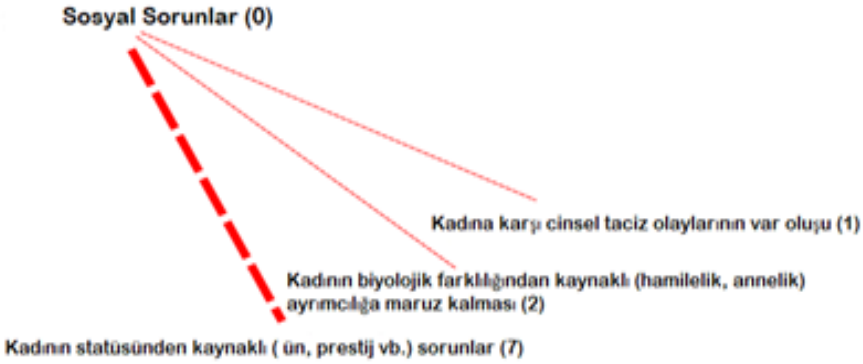 Sosyal Sorunlar (0)
Kadına karşı cinsel taciz olaylarının var oluşu (1)
Kadının biyolojik farklılığından kaynaklı (hamilelik, annelik)
ayrımcılığa maruz kalması (2)
Kadının statüsünden kaynaklı ( ün, prestij vb.) sorunlar (7)